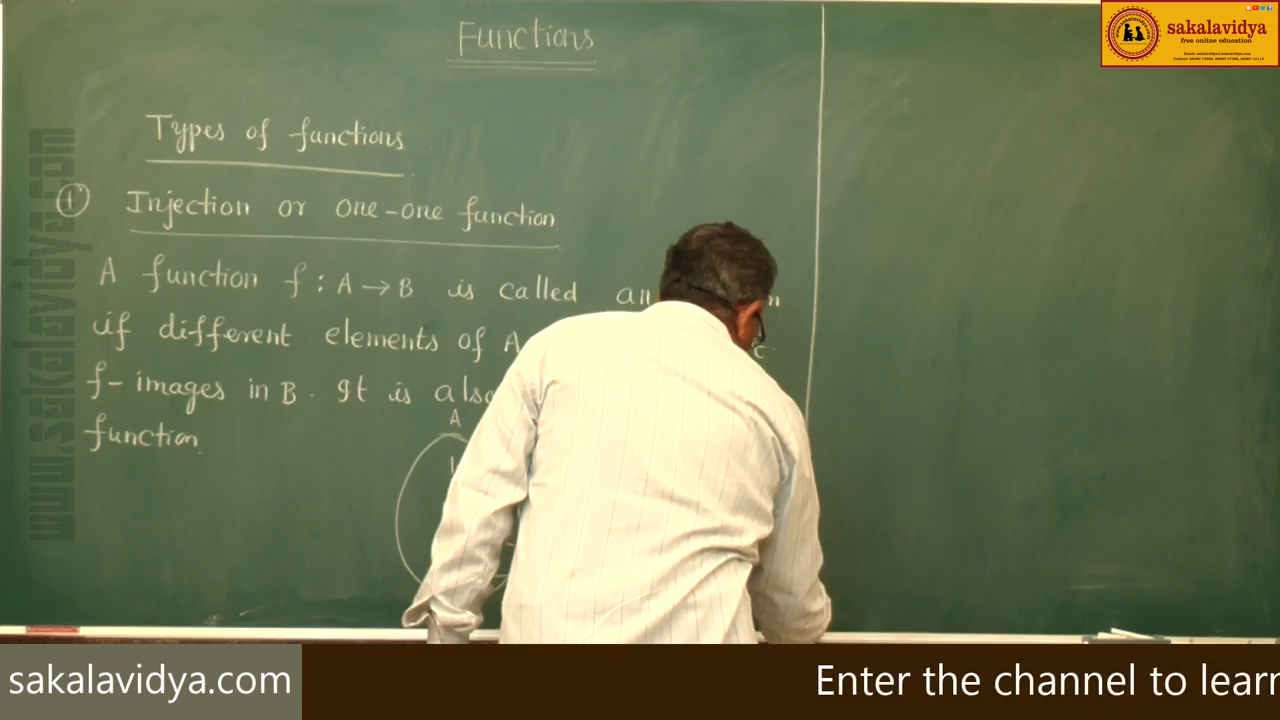 Functions
sakalavidya
free online education
Types of functions
1 Injection or one-one function
A function f : A → B is called an
if different elements of A
f-images in B. It is also
function.
A
1
www.sakalavidya.com
sakalavidya.com
Enter the channel to learn